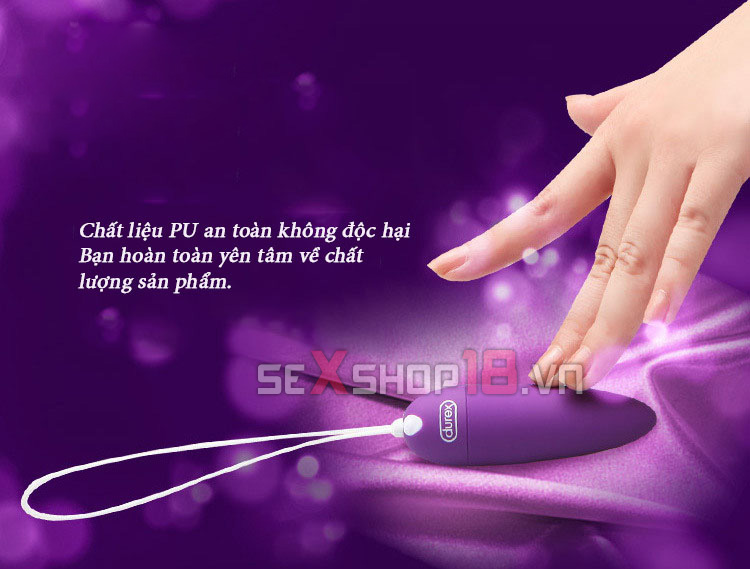 Chất liệu PU an toàn không độc hại
Bạn hoàn toàn yên tâm về chất
lượng sản phẩm.
seXshop18.vn
durex